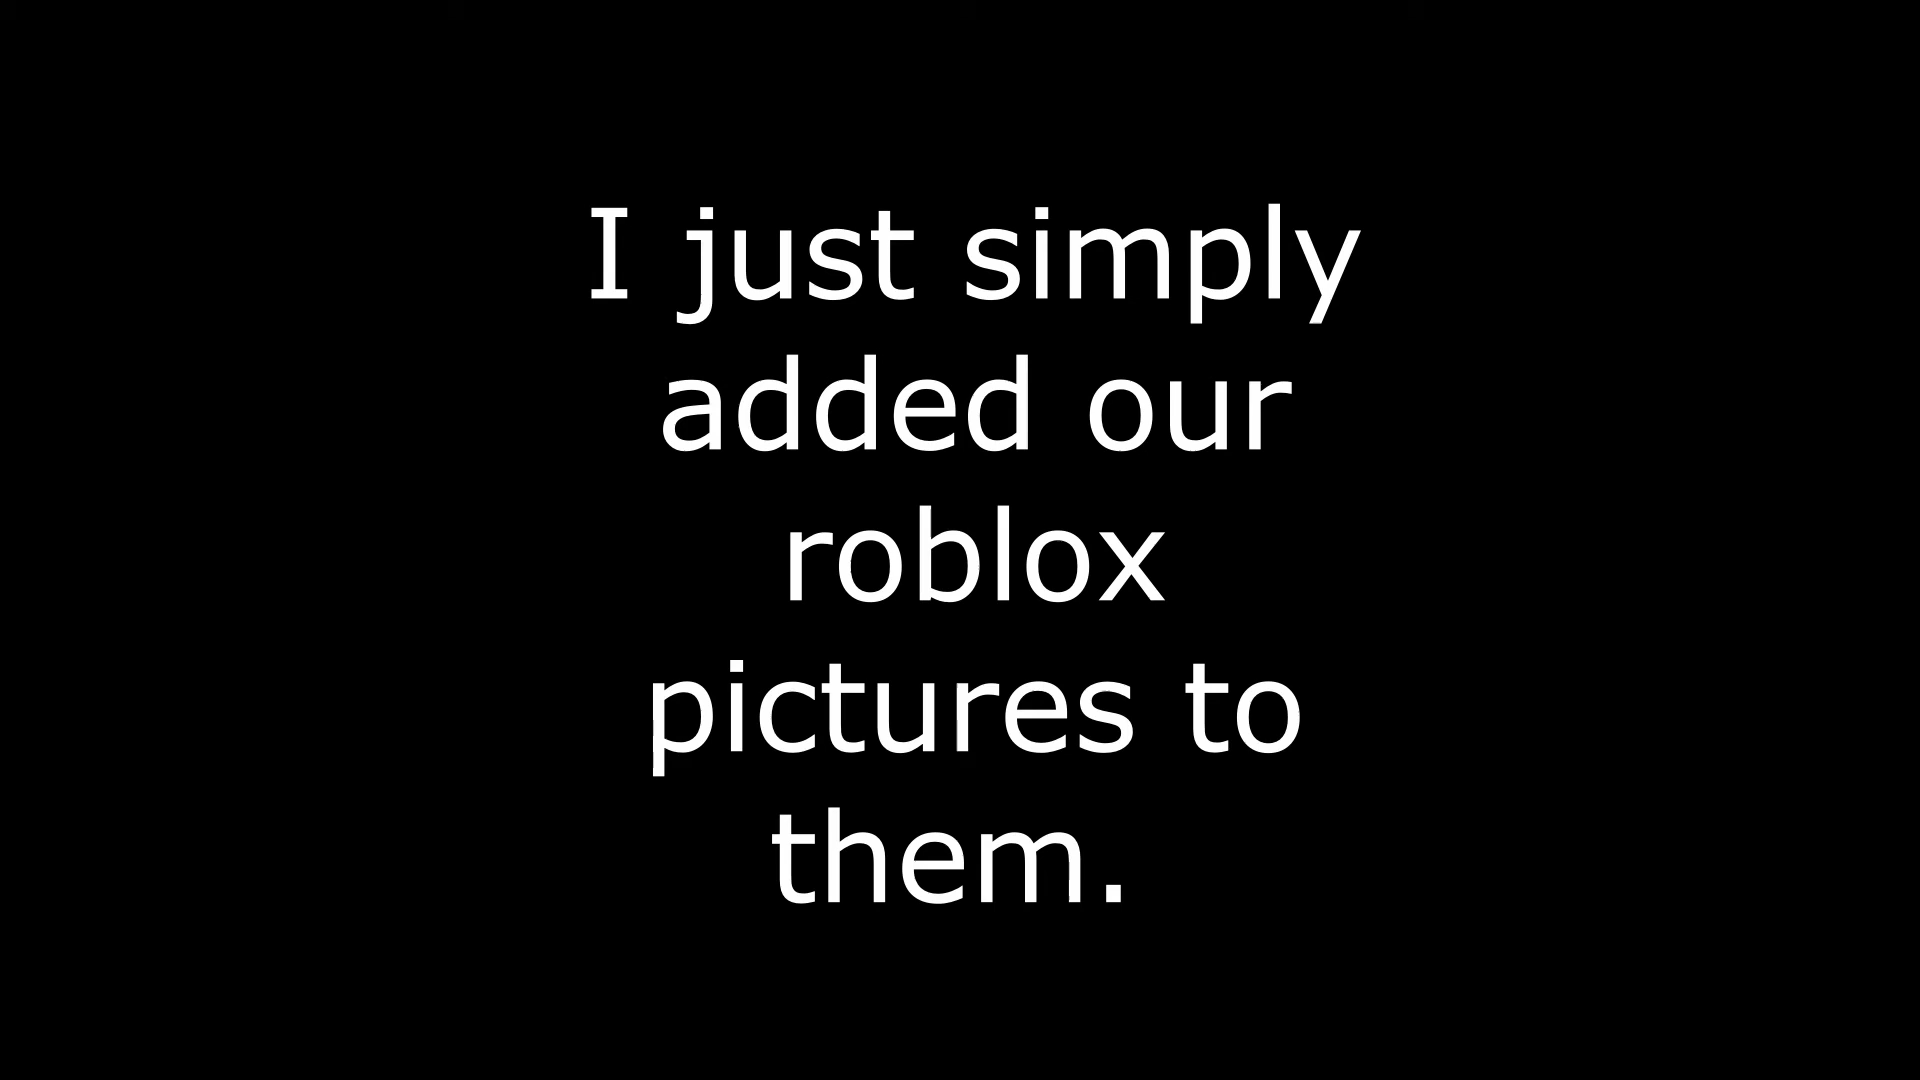 I just simply
added our
roblox
pictures to
them.